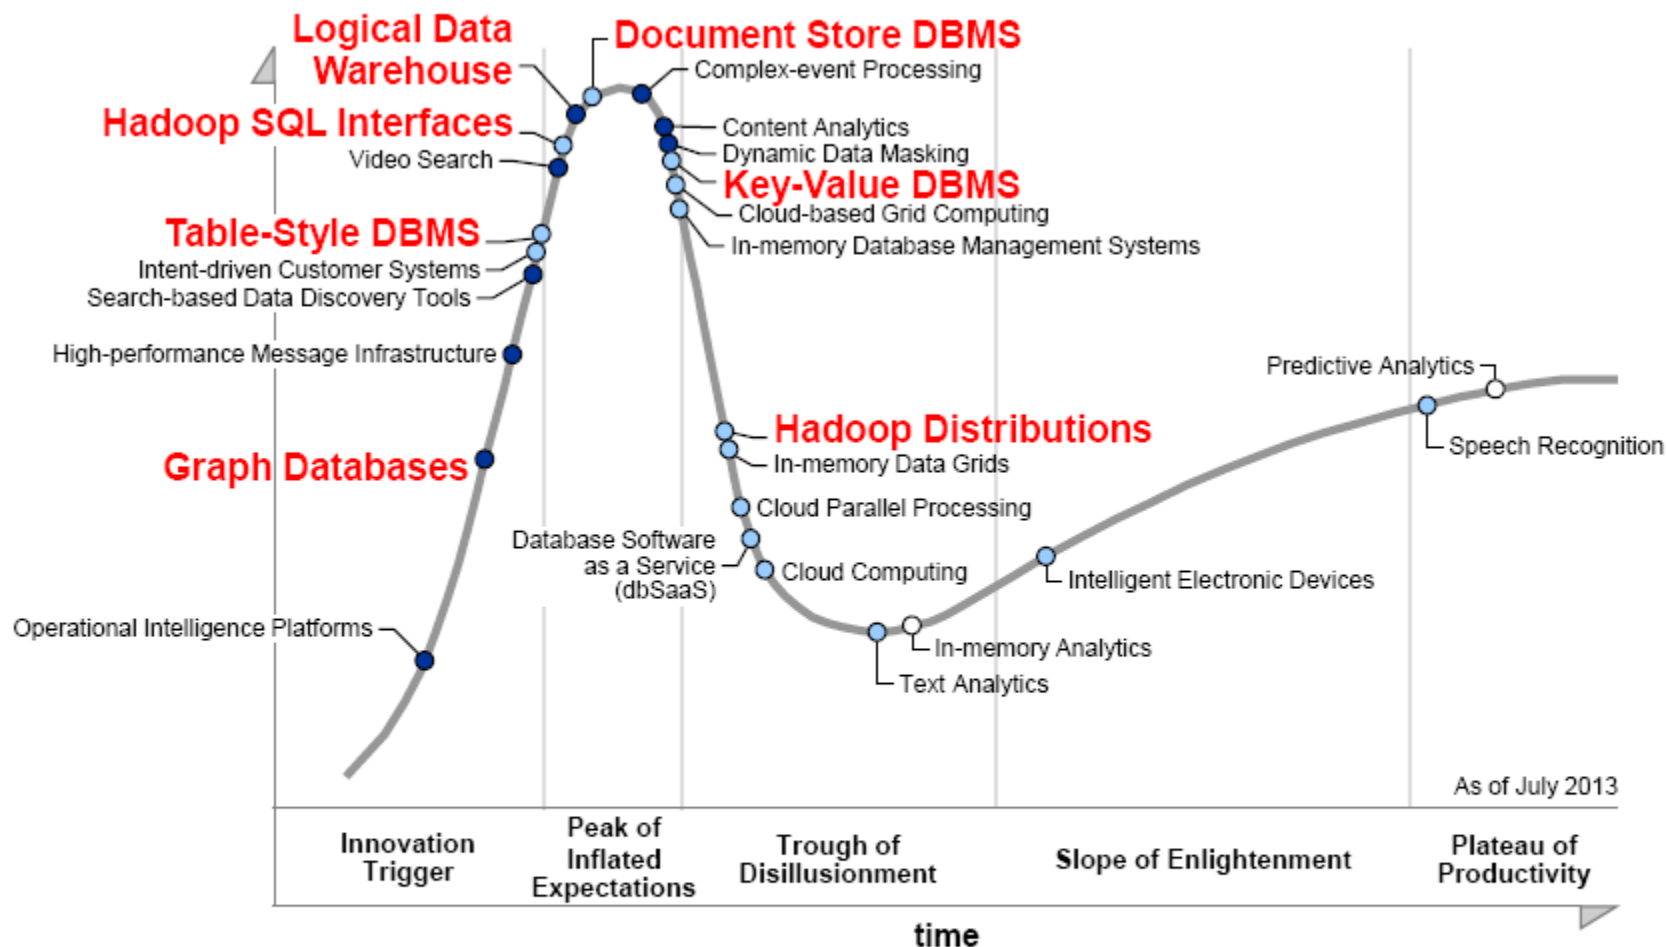 Logical Data
Warehouse
Document Store DBMS
Complex-event Processing
Hadoop SQL Interfaces
Video Search
Content Analytics
Dynamic Data Masking
Key-Value DBMS
Cloud-based Grid Computing
In-memory Database Management Systems
Table-Style DBMS
Intent-driven Customer Systems
Search-based Data Discovery Tools
High-performance Message Infrastructure
Graph Databases
Operational Intelligence Platforms
Hadoop Distributions
In-memory Data Grids
Cloud Parallel Processing
Database Software
as a Service
(dbSaaS)
Cloud Computing
In-memory Analytics
Text Analytics
Intelligent Electronic Devices
Predictive Analytics
Speech Recognition
As of July 2013
Innovation
Trigger
Peak of
Inflated
Expectations
Trough of
Disillusionment
Slope of Enlightenment
Plateau of
Productivity
time